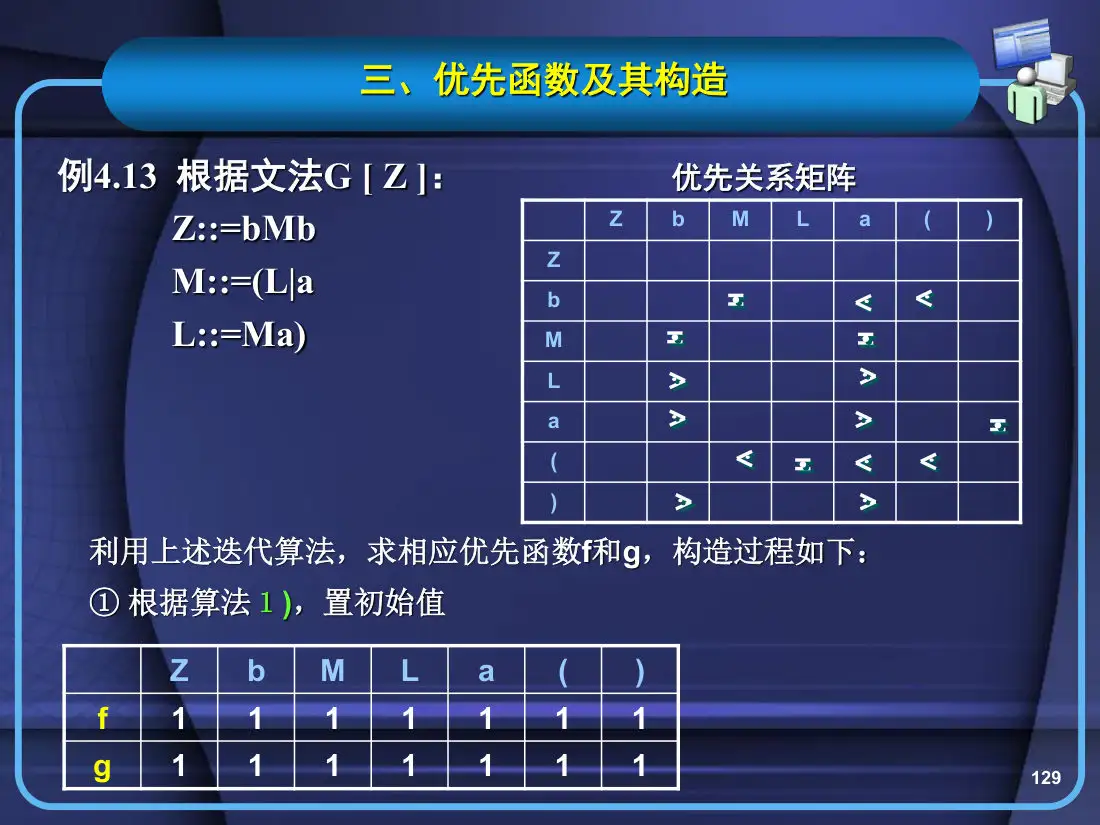 三、优先函数及其构造
例4.13 根据文法G [ Z ]：
Z::=bMb
M::=(L|a
L::=Ma)
优先关系矩阵
Z b M L a ( )
Z
b ≖ ⋖ ⋖
M ≖ ≖
L ⋗ ⋗
a ⋗ ⋗ ≖
( ⋖ ≖ ⋖ ⋖
) ⋗ ⋗
利用上述迭代算法，求相应优先函数f和g，构造过程如下：
① 根据算法１)，置初始值
Z b M L a ( )
f 1 1 1 1 1 1 1
g 1 1 1 1 1 1 1
129